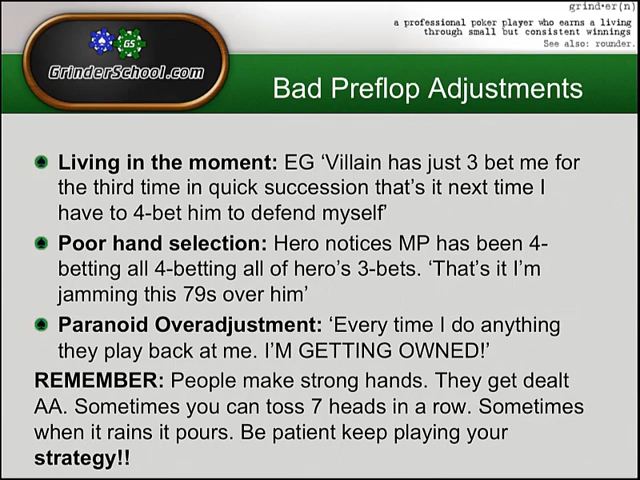 grind•er(n)
a professional poker player who earns a living
through small but consistent winnings
See also: rounder.
GS
GrinderSchool.com
Bad Preflop Adjustments
Living in the moment: EG ‘Villain has just 3 bet me for
the third time in quick succession that’s it next time I
have to 4-bet him to defend myself’
Poor hand selection: Hero notices MP has been 4-
betting all 4-betting all of hero’s 3-bets. ‘That’s it I’m
jamming this 79s over him’
Paranoid Overadjustment: ‘Every time I do anything
they play back at me. I’M GETTING OWNED!’
REMEMBER: People make strong hands. They get dealt
AA. Sometimes you can toss 7 heads in a row. Sometimes
when it rains it pours. Be patient keep playing your
strategy!!